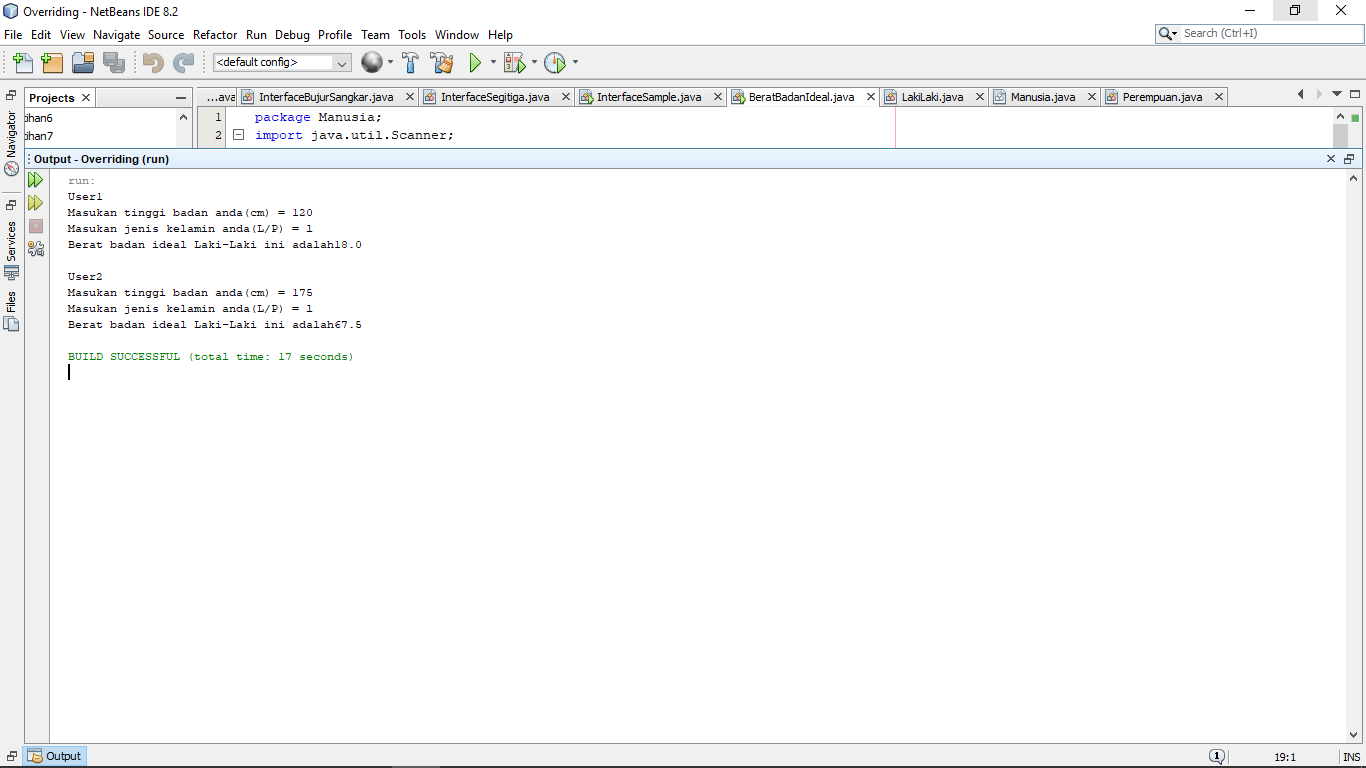 Overriding - NetBeans IDE 8.2
File Edit View Navigate Source Refactor Run Debug Profile Team Tools Window Help
Search (Ctrl+I)
<default config>
Projects
...ava InterfaceBujurSangkar.java InterfaceSegitiga.java InterfaceSample.java BeratBadanIdeal.java LakiLaki.java Manusia.java Perempuan.java
ihan6
ihan7
1 package Manusia;
2 import java.util.Scanner;
Navigator
Services
Files
Output - Overriding (run)
run:
User1
Masukan tinggi badan anda(cm) = 120
Masukan jenis kelamin anda(L/P) = l
Berat badan ideal Laki-Laki ini adalah18.0
User2
Masukan tinggi badan anda(cm) = 175
Masukan jenis kelamin anda(L/P) = l
Berat badan ideal Laki-Laki ini adalah67.5
BUILD SUCCESSFUL (total time: 17 seconds)
Output
1
19:1
INS